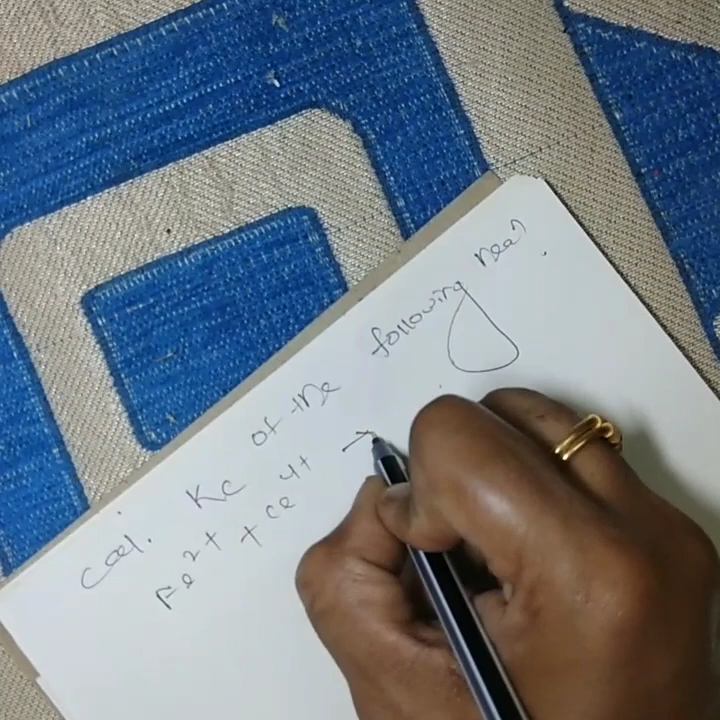 Cal. Kc of the following reaⁿ
Fe²⁺ + Ce⁴⁺ →